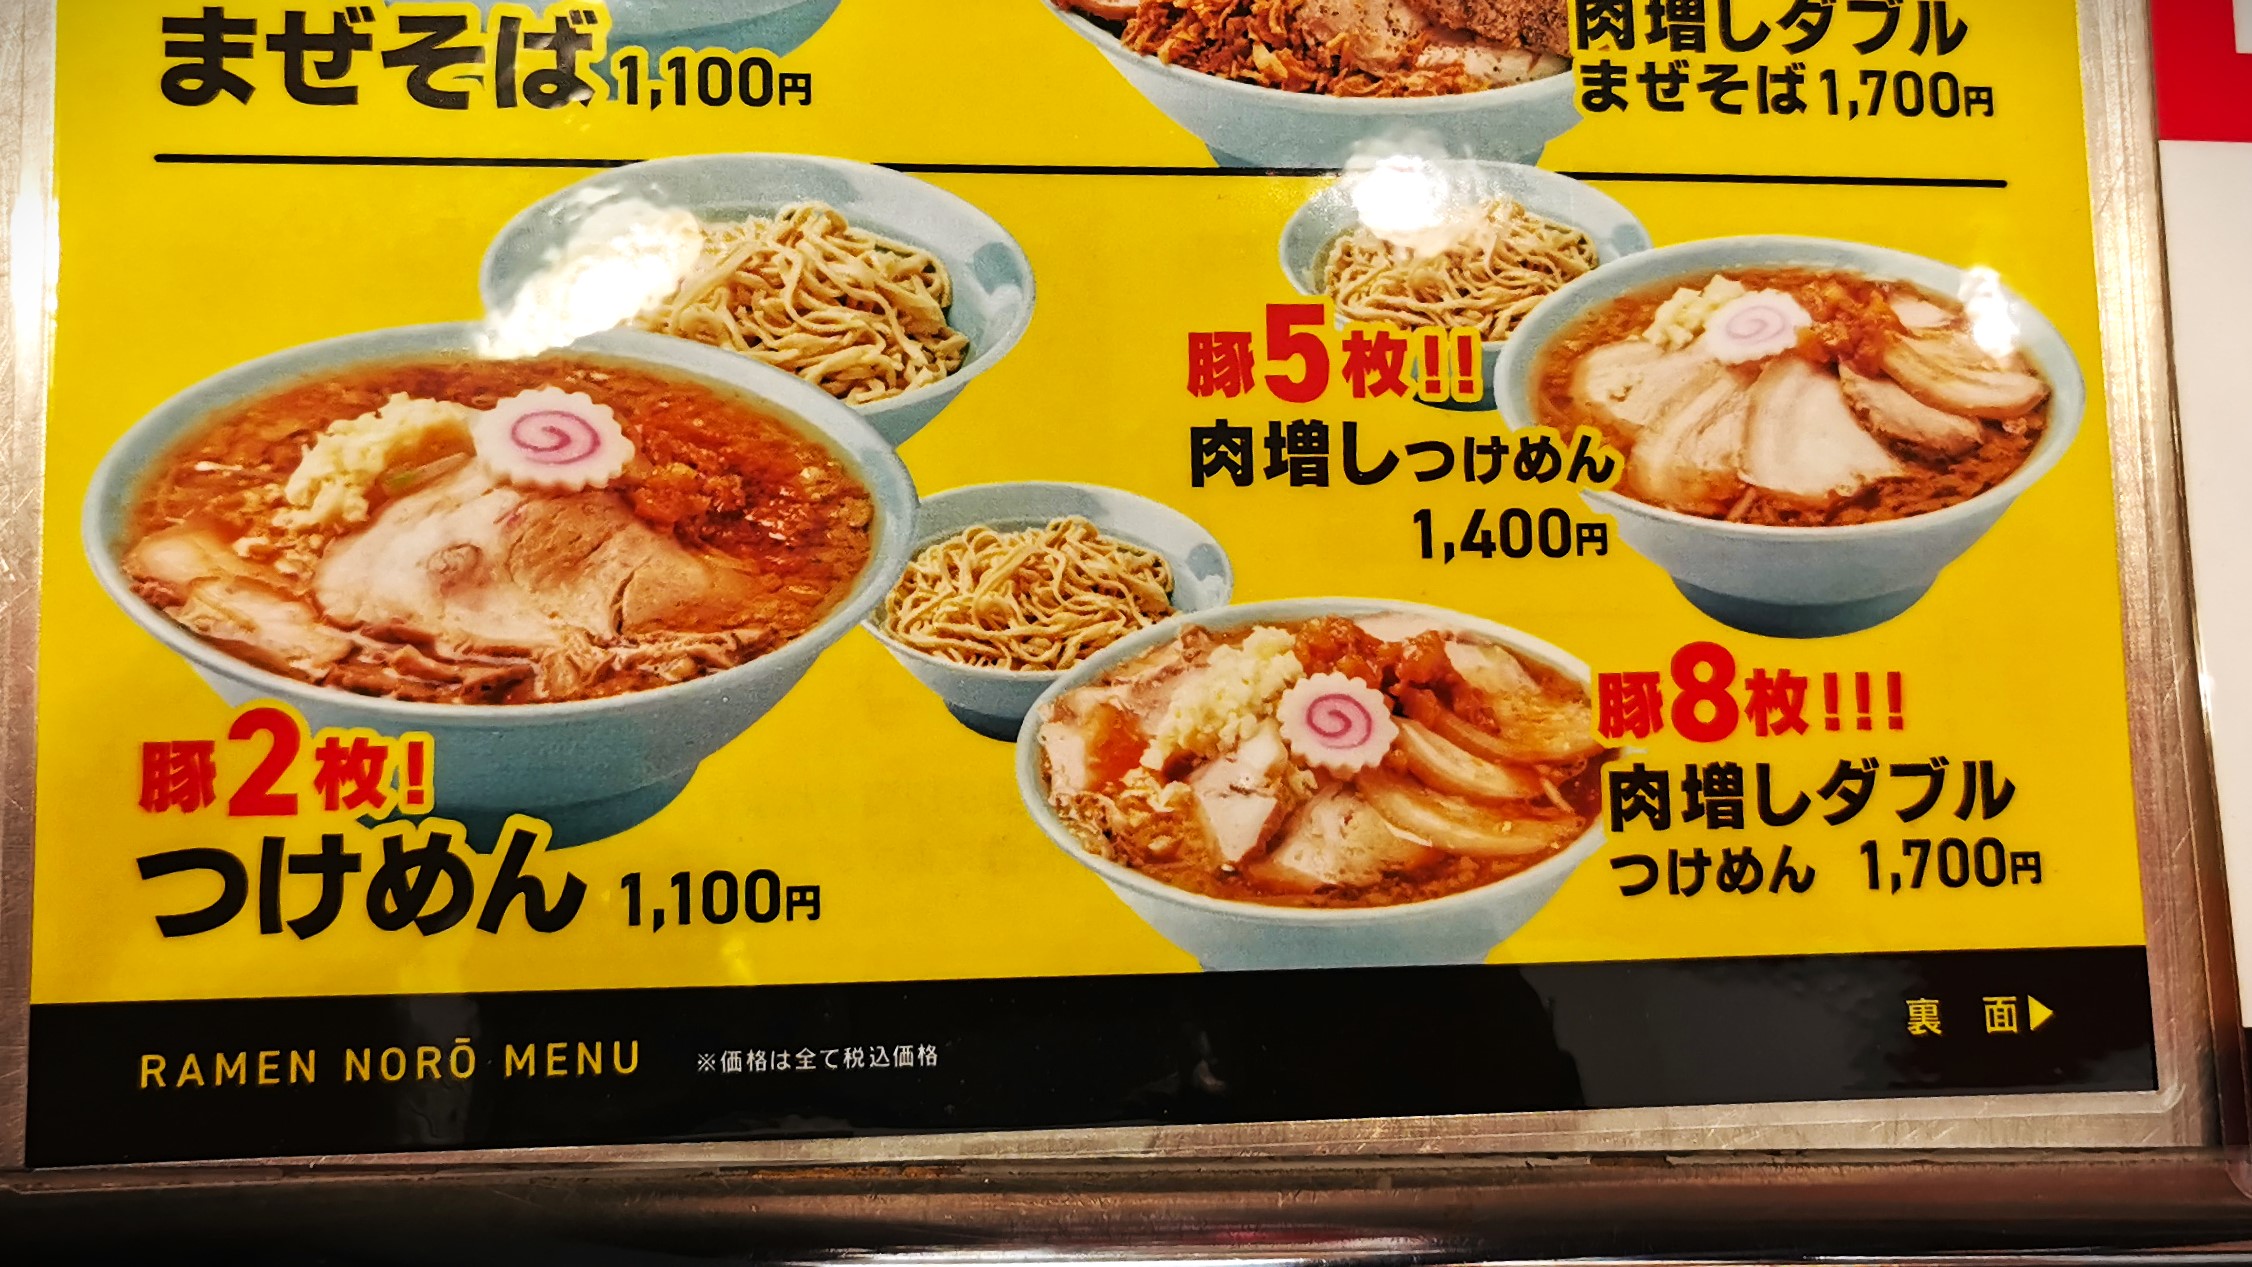 まぜそば 1,100円
肉増しダブル
まぜそば 1,700円
豚5枚!!
肉増しつけめん
1,400円
豚2枚!
つけめん 1,100円
豚8枚!!!
肉増しダブル
つけめん 1,700円
RAMEN NORŌ MENU ※価格は全て税込価格
裏 面▶